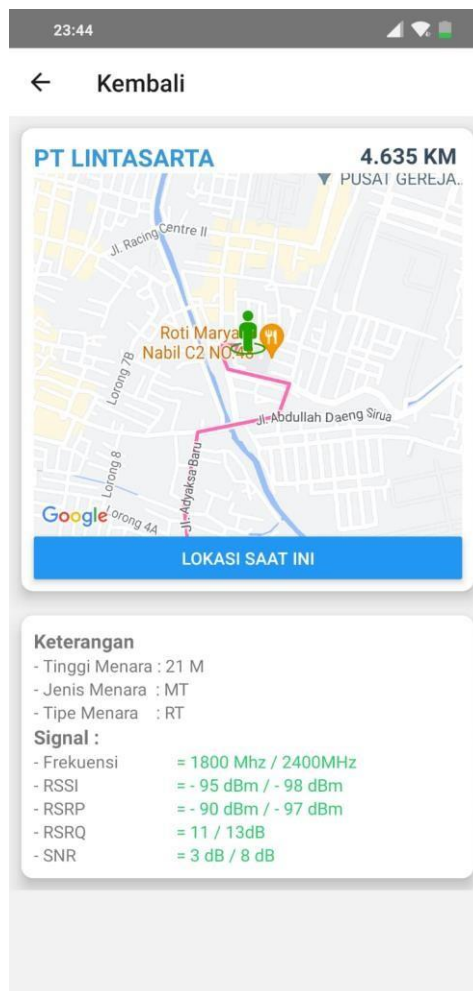 23:44
Kembali
PT LINTASARTA
4.635 KM
PUSAT GEREJA..
Jl. Racing Centre II
Roti Marya
Nabil C2 NO.
Lorong 7B
Jl. Abdullah Daeng Sirua
Lorong 8
Jl. Adyaksa Baru
Google
Lorong 4A
LOKASI SAAT INI
Keterangan
- Tinggi Menara : 21 M
- Jenis Menara : MT
- Tipe Menara : RT
Signal :
- Frekuensi = 1800 Mhz / 2400MHz
- RSSI = - 95 dBm / - 98 dBm
- RSRP = - 90 dBm / - 97 dBm
- RSRQ = 11 / 13dB
- SNR = 3 dB / 8 dB